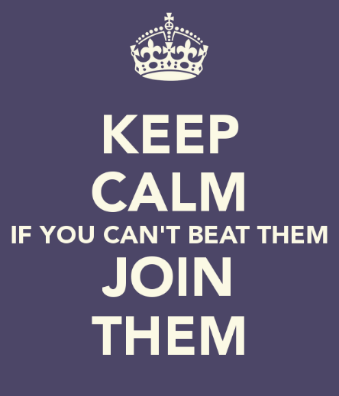 KEEP
CALM
IF YOU CAN'T BEAT THEM
JOIN
THEM